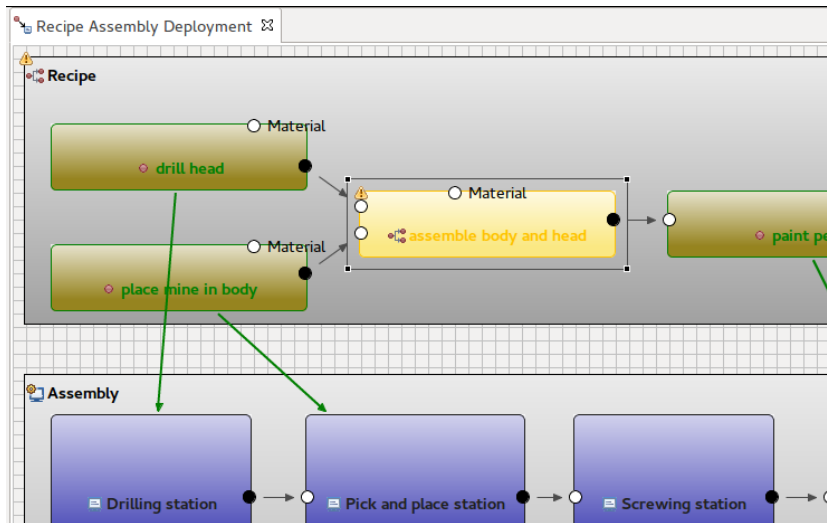 Recipe Assembly Deployment
Recipe
Material
drill head
Material
assemble body and head
Material
place mine in body
paint
Assembly
Drilling station
Pick and place station
Screwing station